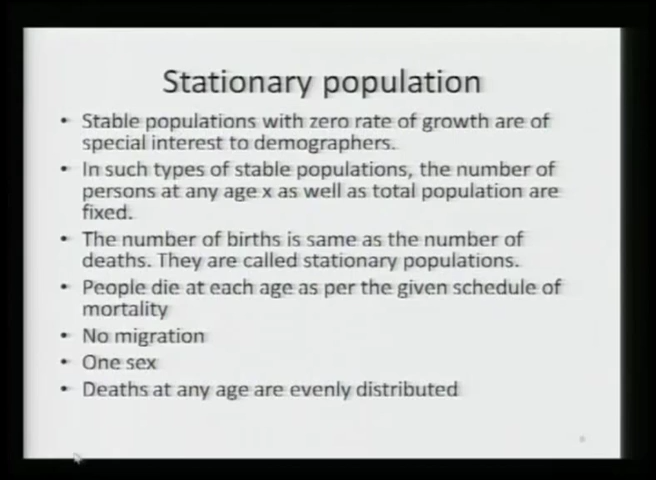 Stationary population
• Stable populations with zero rate of growth are of
special interest to demographers.
• In such types of stable populations, the number of
persons at any age x as well as total population are
fixed.
• The number of births is same as the number of
deaths. They are called stationary populations.
• People die at each age as per the given schedule of
mortality
• No migration
• One sex
• Deaths at any age are evenly distributed